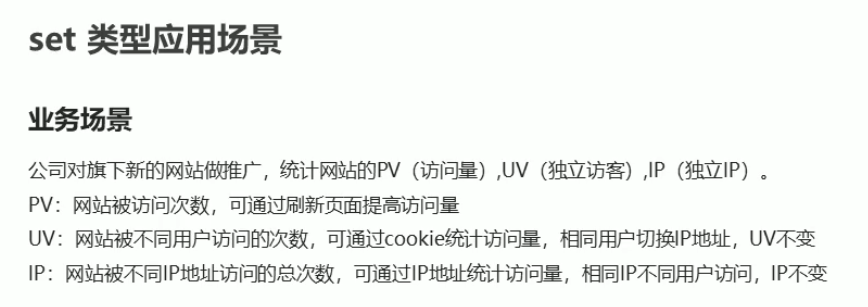 set 类型应用场景
业务场景
公司对旗下新的网站做推广，统计网站的PV（访问量）,UV（独立访客）,IP（独立IP）。
PV：网站被访问次数，可通过刷新页面提高访问量
UV：网站被不同用户访问的次数，可通过cookie统计访问量，相同用户切换IP地址，UV不变
IP：网站被不同IP地址访问的总次数，可通过IP地址统计访问量，相同IP不同用户访问，IP不变